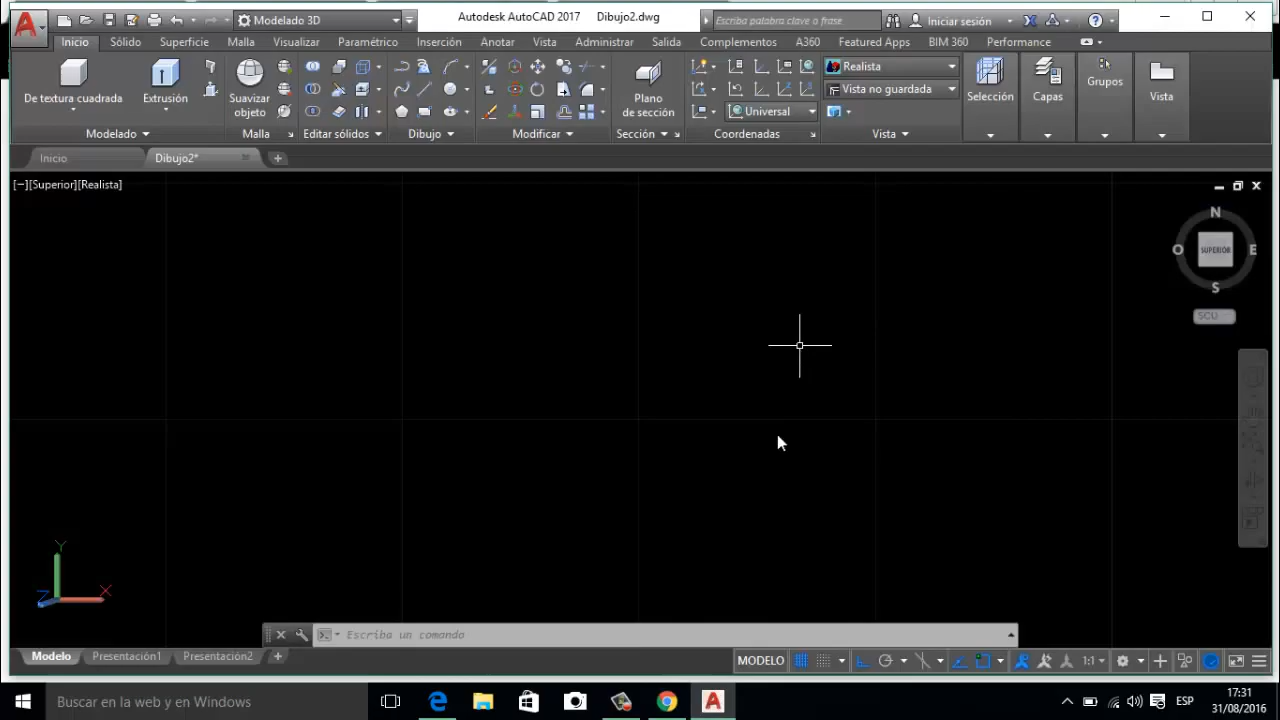 Modelado 3D
Autodesk AutoCAD 2017 Dibujo2.dwg
Escriba palabra clave o frase
Iniciar sesión
Inicio Sólido Superficie Malla Visualizar Paramétrico Inserción Anotar Vista Administrar Salida Complementos A360 Featured Apps BIM 360 Performance
De textura cuadrada
Extrusión
Suavizar
objeto
Plano
de sección
Realista
Vista no guardada
Universal
Selección
Capas
Grupos
Vista
Modelado Malla Editar sólidos Dibujo Modificar Sección Coordenadas Vista
Inicio Dibujo2*
[−][Superior][Realista]
N
O SUPERIOR E
S
SCU
Y
Z X
Escriba un comando
Modelo Presentación1 Presentación2
MODELO 1:1
Buscar en la web y en Windows
ESP
17:31
31/08/2016